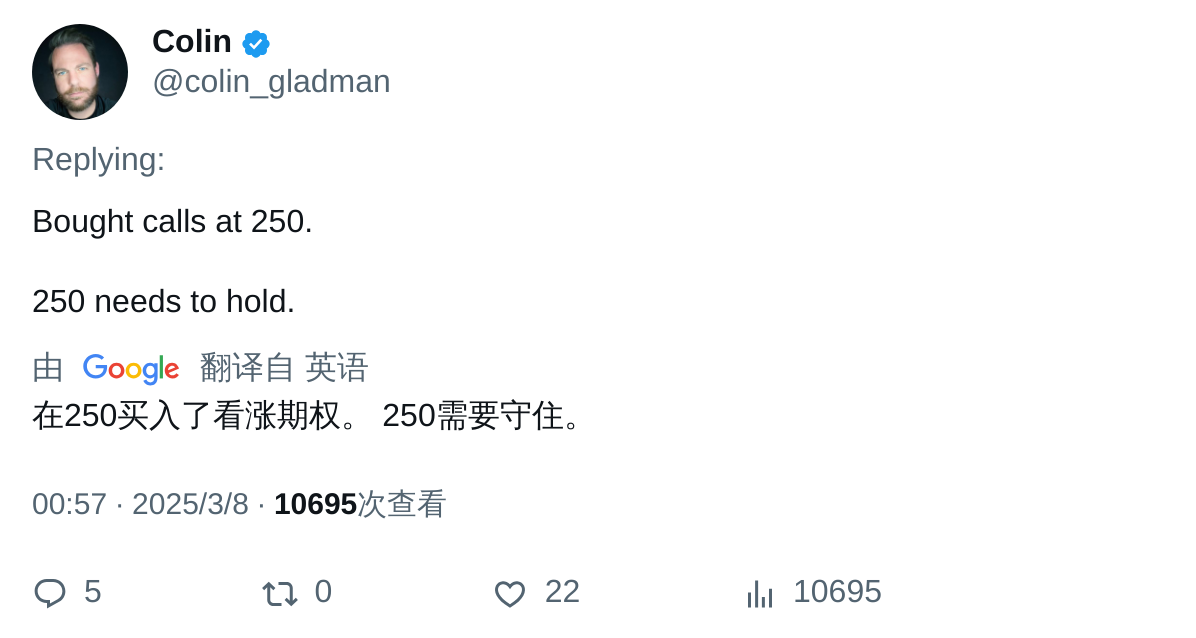 Colin
@colin_gladman
Replying:
Bought calls at 250.
250 needs to hold.
由 Google 翻译自 英语
在250买入了看涨期权。 250需要守住。
00:57 · 2025/3/8 · 10695次查看
5 0 22 10695